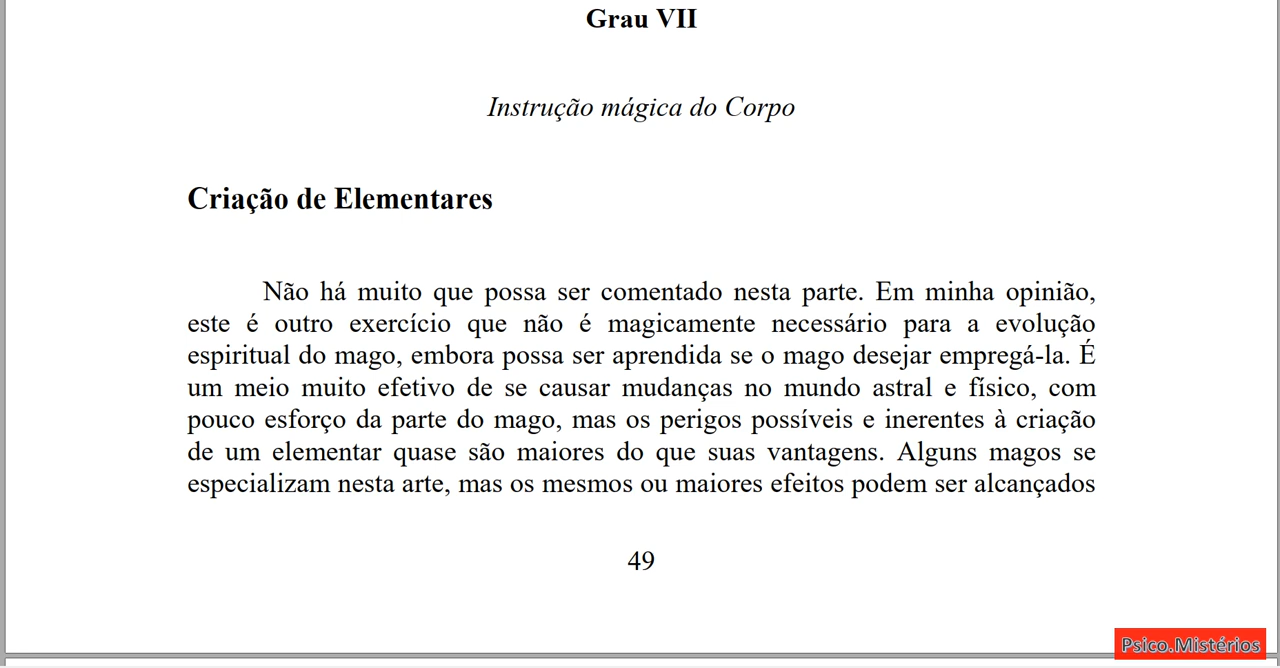 Grau VII
Instrução mágica do Corpo
Criação de Elementares
Não há muito que possa ser comentado nesta parte. Em minha opinião,
este é outro exercício que não é magicamente necessário para a evolução
espiritual do mago, embora possa ser aprendida se o mago desejar empregá-la. É
um meio muito efetivo de se causar mudanças no mundo astral e físico, com
pouco esforço da parte do mago, mas os perigos possíveis e inerentes à criação
de um elementar quase são maiores do que suas vantagens. Alguns magos se
especializam nesta arte, mas os mesmos ou maiores efeitos podem ser alcançados
49
Psico.Mistérios